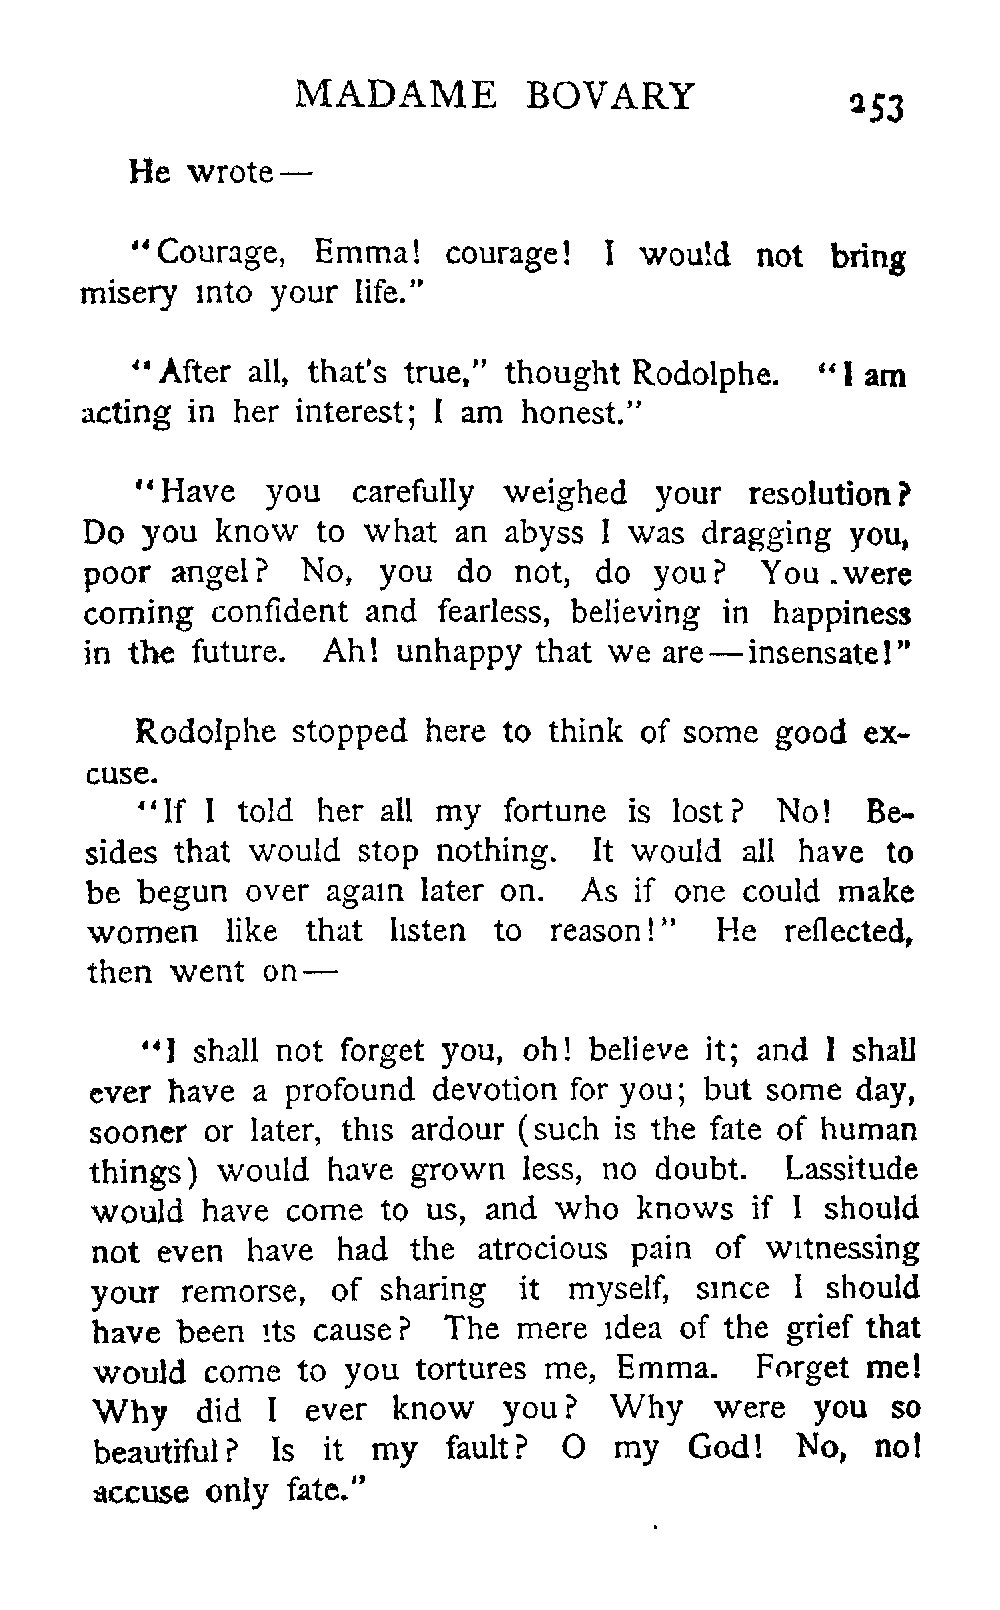 MADAME BOVARY 253
He wrote—
"Courage, Emma! courage! I would not bring
misery into your life."
"After all, that's true," thought Rodolphe. "I am
acting in her interest; I am honest."
"Have you carefully weighed your resolution?
Do you know to what an abyss I was dragging you,
poor angel? No, you do not, do you? You were
coming confident and fearless, believing in happiness
in the future. Ah! unhappy that we are—insensate!"
Rodolphe stopped here to think of some good ex-
cuse.
"If I told her all my fortune is lost? No! Be-
sides that would stop nothing. It would all have to
be begun over again later on. As if one could make
women like that listen to reason!" He reflected,
then went on—
"I shall not forget you, oh! believe it; and I shall
ever have a profound devotion for you; but some day,
sooner or later, this ardour (such is the fate of human
things) would have grown less, no doubt. Lassitude
would have come to us, and who knows if I should
not even have had the atrocious pain of witnessing
your remorse, of sharing it myself, since I should
have been its cause? The mere idea of the grief that
would come to you tortures me, Emma. Forget me!
Why did I ever know you? Why were you so
beautiful? Is it my fault? O my God! No, no!
accuse only fate."